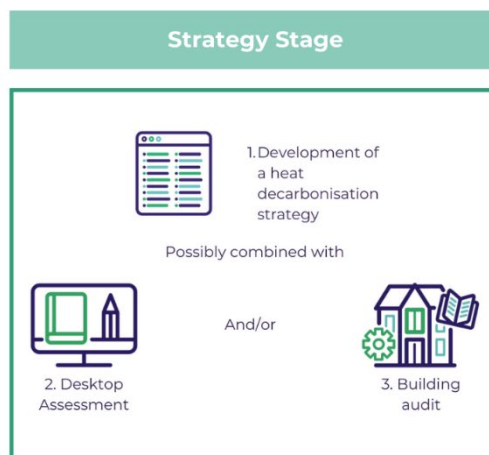 Strategy Stage
1.Development of
a heat
decarbonisation
strategy
Possibly combined with
And/or
2. Desktop
Assessment
3. Building
audit